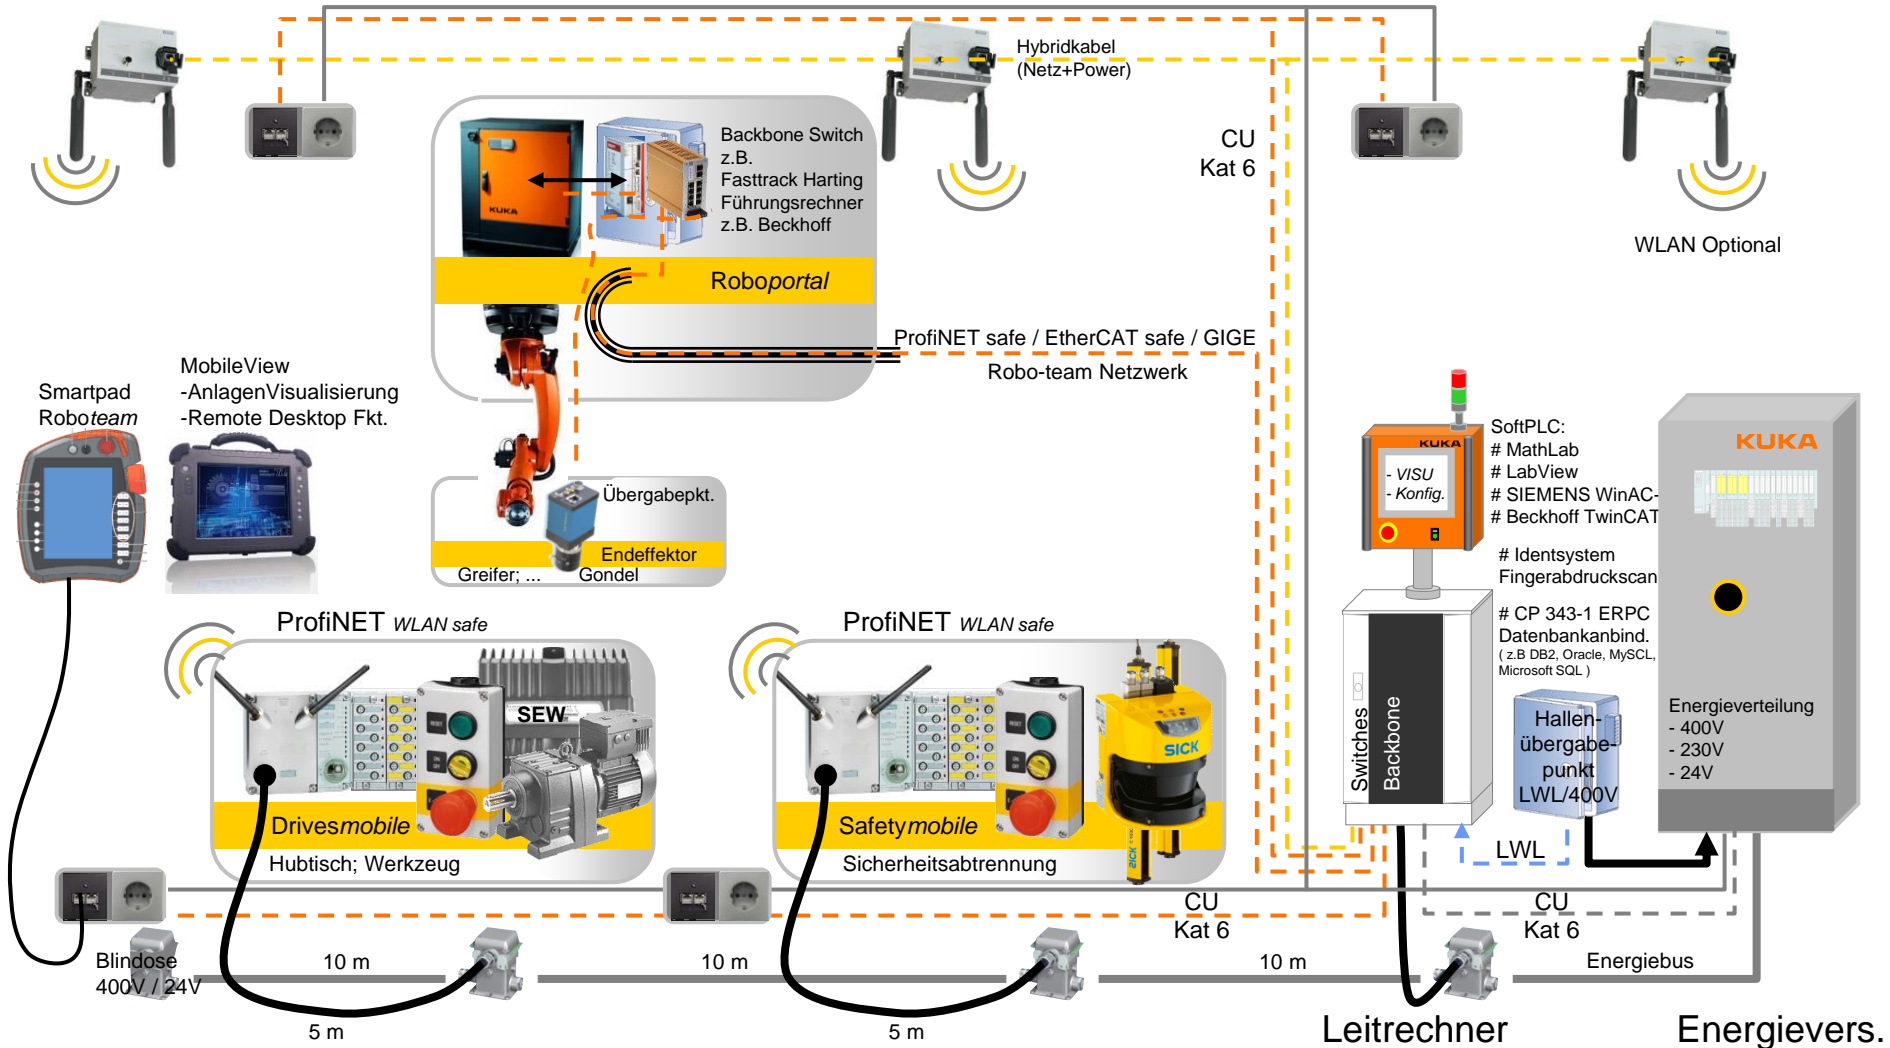 Hybridkabel
(Netz+Power)
CU
Kat 6
WLAN Optional
Backbone Switch
z.B.
Fasttrack Harting
Führungsrechner
z.B. Beckhoff
KUKA
Roboportal
ProfiNET safe / EtherCAT safe / GIGE
Robo-team Netzwerk
Smartpad
Roboteam
MobileView
-AnlagenVisualisierung
-Remote Desktop Fkt.
Übergabepkt.
Endeffektor
Greifer; ... Gondel
KUKA
- VISU
- Konfig.
SoftPLC:
# MathLab
# LabView
# SIEMENS WinAC-
# Beckhoff TwinCAT
# Identsystem
Fingerabdruckscan
# CP 343-1 ERPC
Datenbankanbind.
( z.B DB2, Oracle, MySCL,
Microsoft SQL )
KUKA
Energieverteilung
- 400V
- 230V
- 24V
Switches
Backbone
Hallen-
übergabe-
punkt
LWL/400V
LWL
ProfiNET WLAN safe
RESET
SEW
Drivesmobile
Hubtisch; Werkzeug
ProfiNET WLAN safe
RESET
SICK
SICK
Safetymobile
Sicherheitsabtrennung
CU
Kat 6
CU
Kat 6
Blindose
400V / 24V
10 m
10 m
10 m
Energiebus
5 m
5 m
Leitrechner
Energievers.